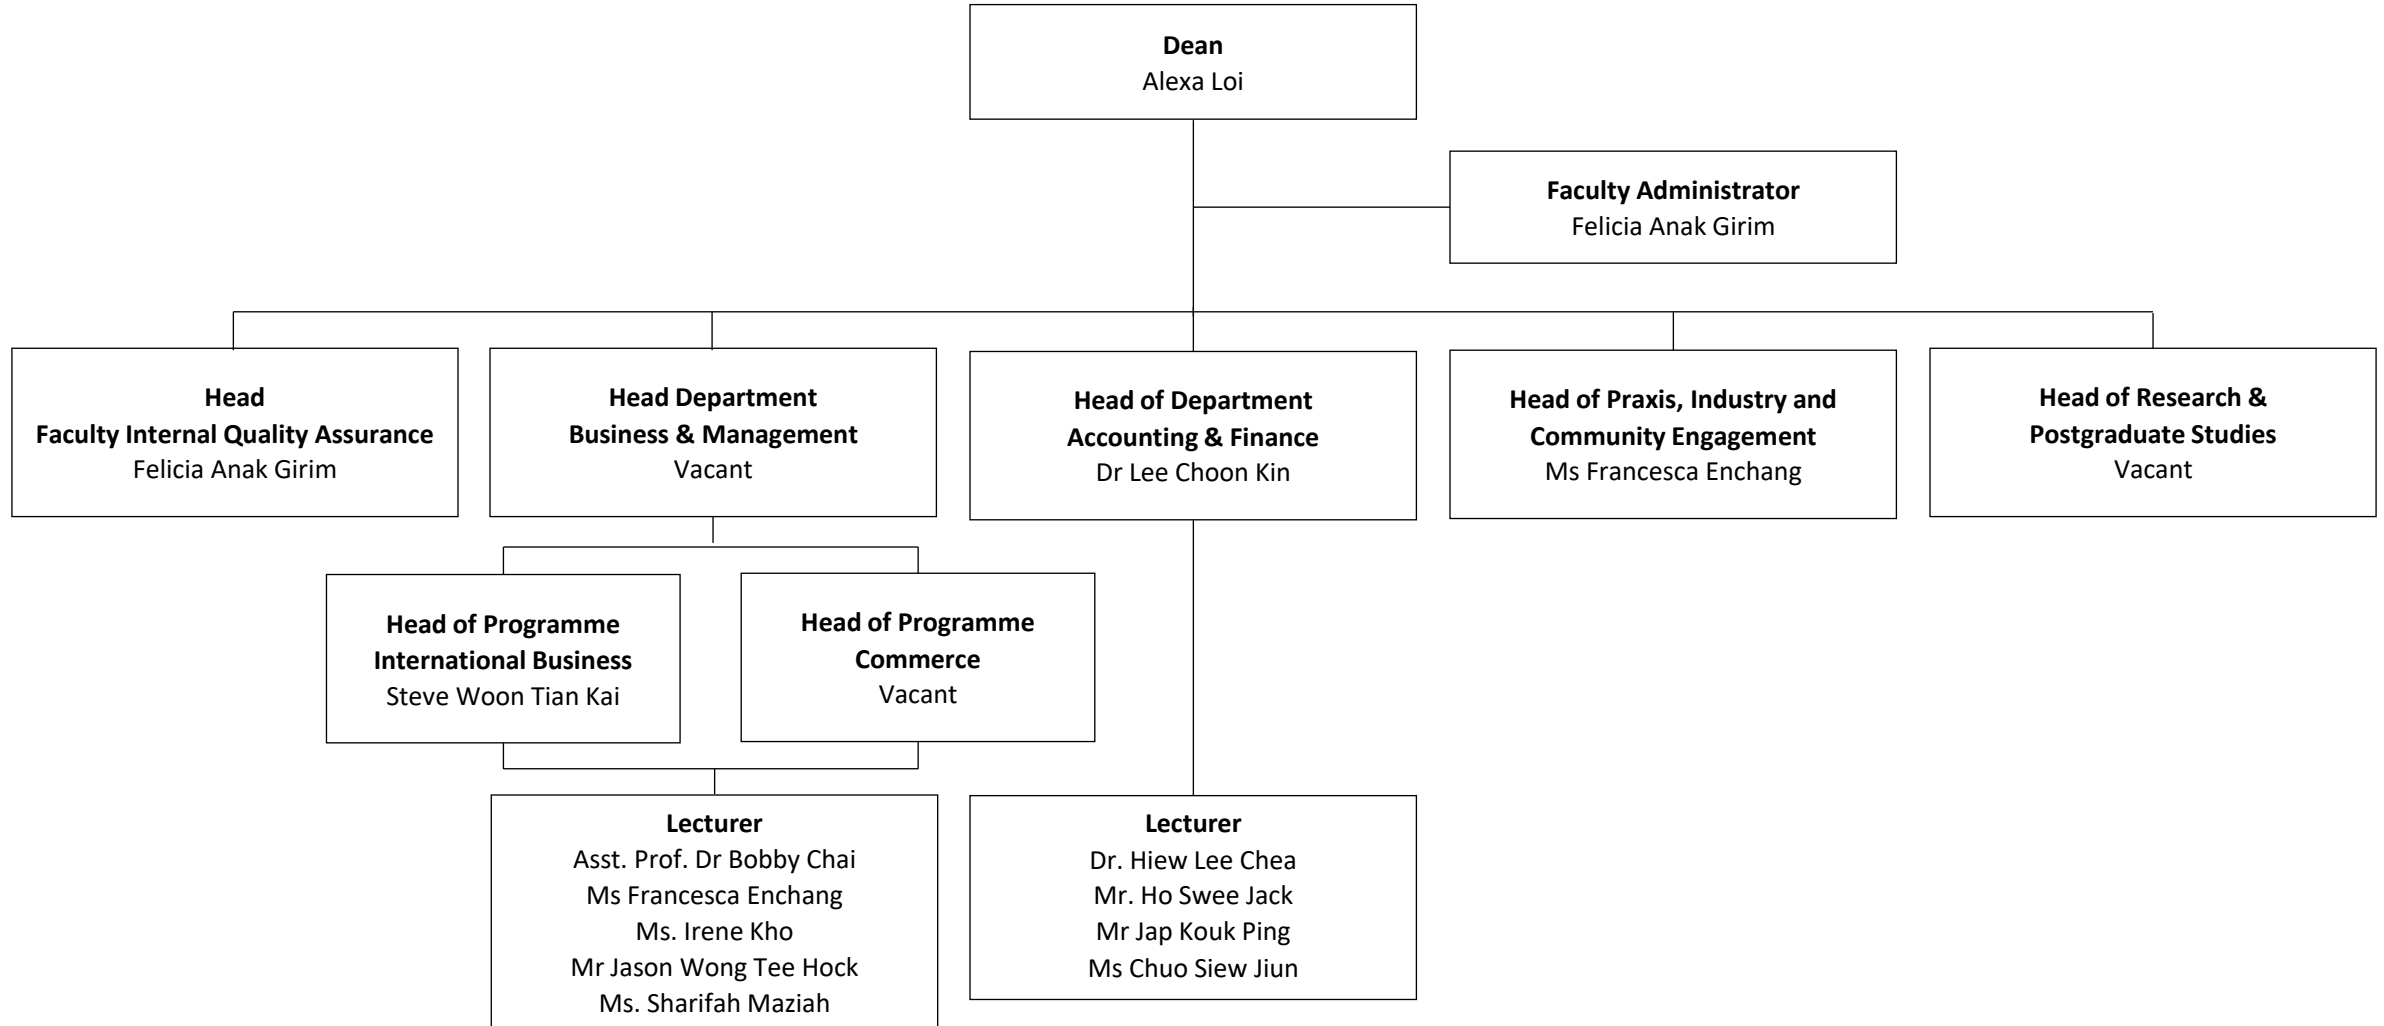 Dean
Alexa Loi
Faculty Administrator
Felicia Anak Girim
Head
Faculty Internal Quality Assurance
Felicia Anak Girim
Head Department
Business & Management
Vacant
Head of Department
Accounting & Finance
Dr Lee Choon Kin
Head of Praxis, Industry and
Community Engagement
Ms Francesca Enchang
Head of Research &
Postgraduate Studies
Vacant
Head of Programme
International Business
Steve Woon Tian Kai
Head of Programme
Commerce
Vacant
Lecturer
Asst. Prof. Dr Bobby Chai
Ms Francesca Enchang
Ms. Irene Kho
Mr Jason Wong Tee Hock
Ms. Sharifah Maziah
Lecturer
Dr. Hiew Lee Chea
Mr. Ho Swee Jack
Mr Jap Kouk Ping
Ms Chuo Siew Jiun